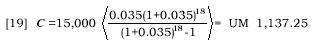 [19] C =15,000 ⟨0.035(1+0.035)¹⁸ / (1+0.035)¹⁸-1⟩= UM 1,137.25